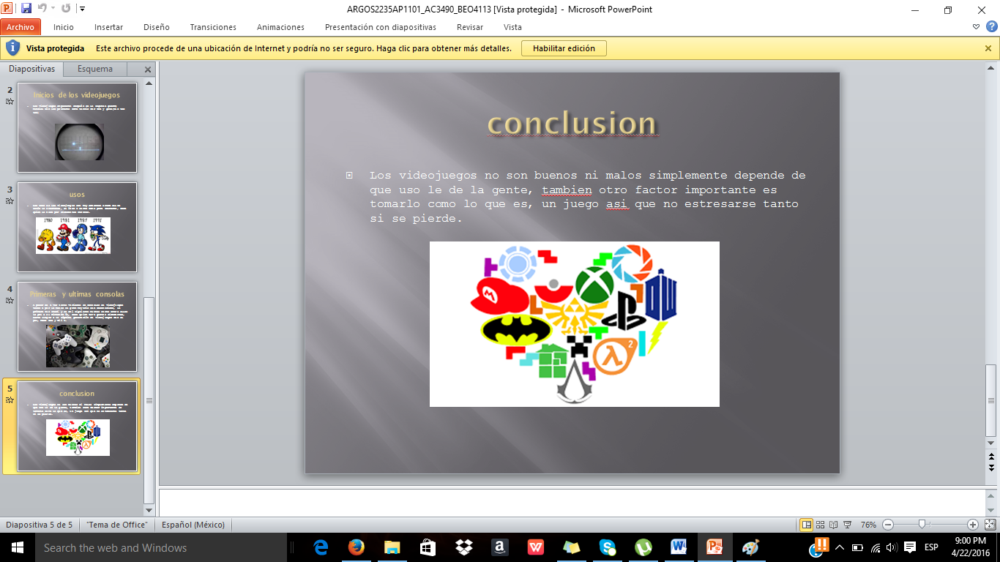 ARGOS2235AP1101_AC3490_BEO4113 [Vista protegida] - Microsoft PowerPoint
Archivo Inicio Insertar Diseño Transiciones Animaciones Presentación con diapositivas Revisar Vista
Vista protegida Este archivo procede de una ubicación de Internet y podría no ser seguro. Haga clic para obtener más detalles. Habilitar edición
Diapositivas Esquema
2
Inicios de los videojuegos
3
usos
1980 1981 1987 1991
4
Primeras y ultimas consolas
5
conclusion
conclusion
Los videojuegos no son buenos ni malos simplemente depende de
que uso le de la gente, tambien otro factor importante es
tomarlo como lo que es, un juego asi que no estresarse tanto
si se pierde.
Diapositiva 5 de 5 "Tema de Office" Español (México) 76%
Search the web and Windows
ESP
9:00 PM
4/22/2016